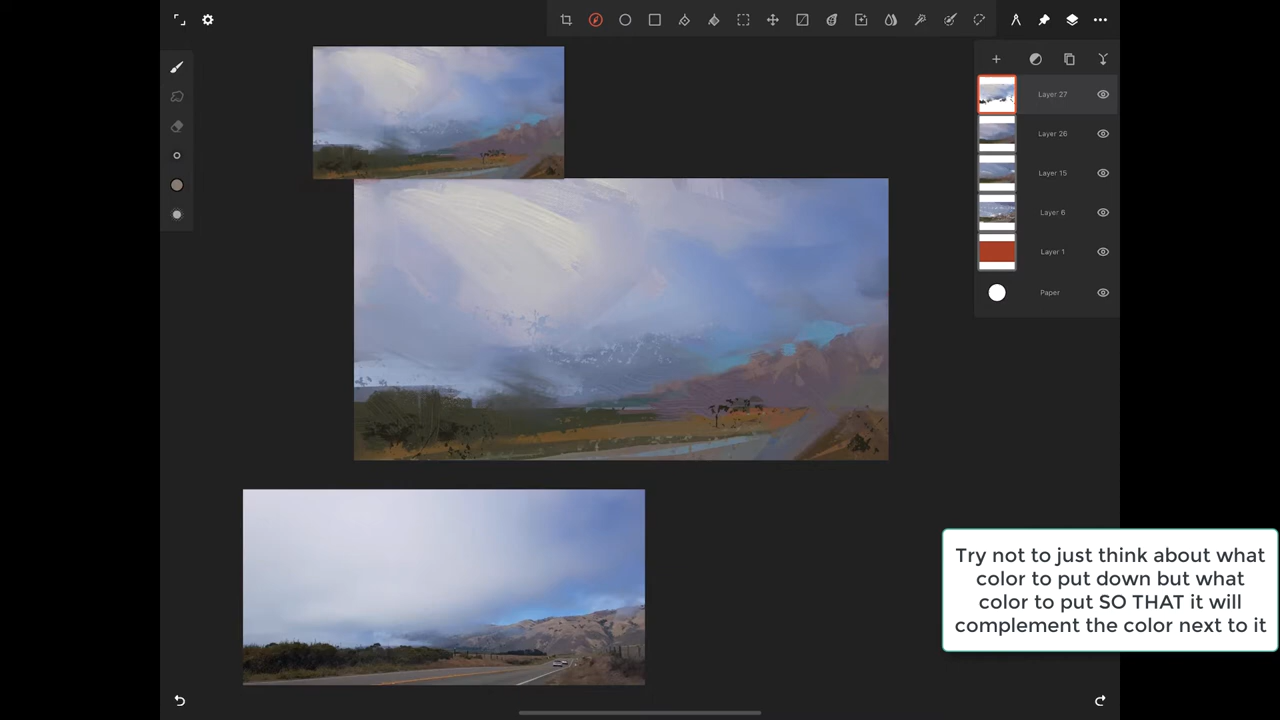 Layer 27
Layer 26
Layer 15
Layer 6
Layer 1
Paper
Try not to just think about what
color to put down but what
color to put SO THAT it will
complement the color next to it